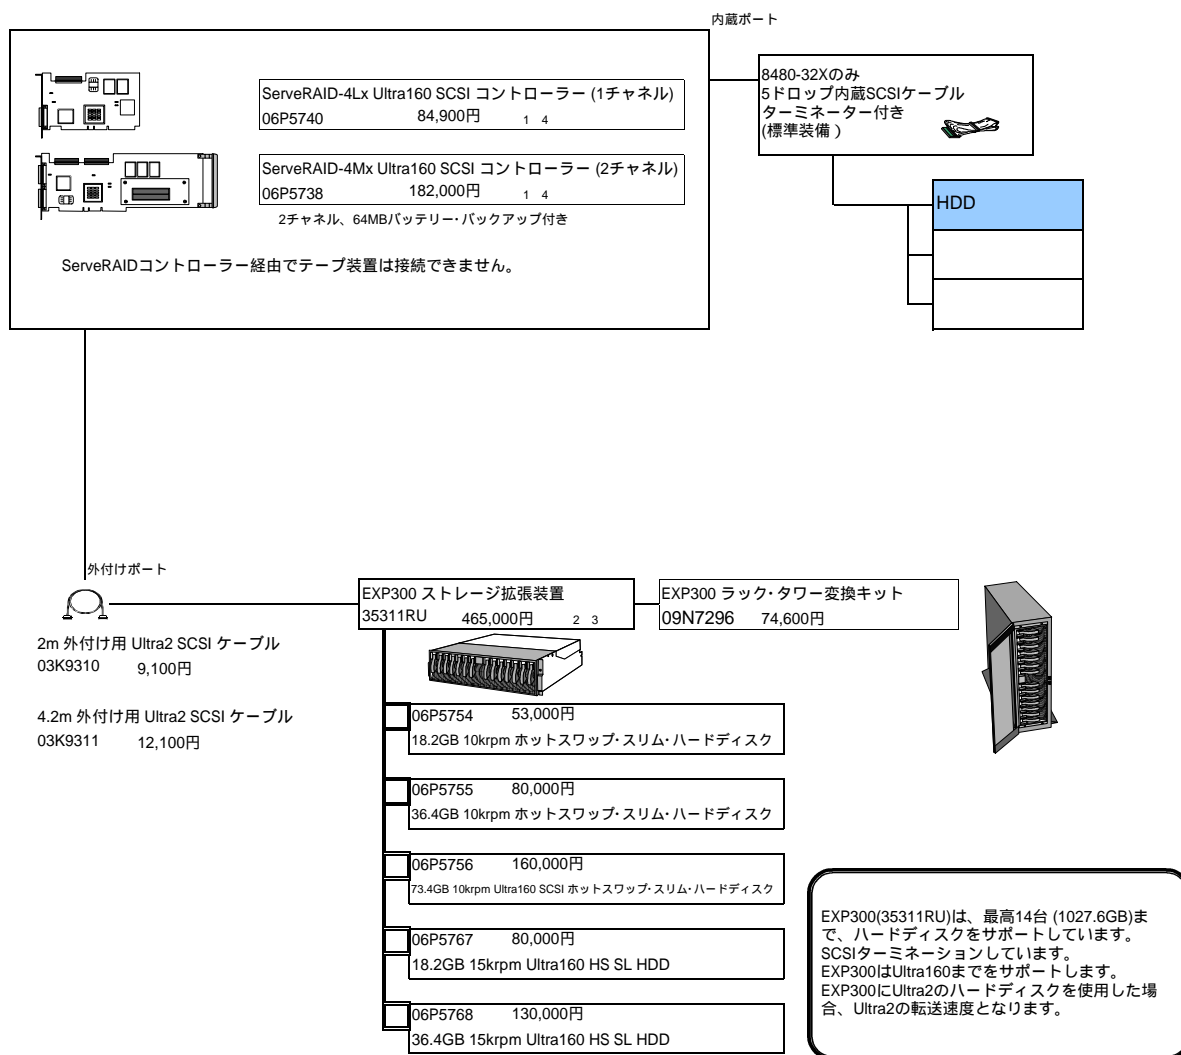 内蔵ポート
8480-32Xのみ
5ドロップ内蔵SCSIケーブル
ターミネーター付き
(標準装備 )
ServeRAID-4Lx Ultra160 SCSI コントローラー (1チャネル)
06P5740 84,900円 1 4
ServeRAID-4Mx Ultra160 SCSI コントローラー (2チャネル)
06P5738 182,000円 1 4
2チャネル、64MBバッテリー・バックアップ付き
HDD
ServeRAIDコントローラー経由でテープ装置は接続できません。
外付けポート
2m 外付け用 Ultra2 SCSI ケーブル
03K9310 9,100円
4.2m 外付け用 Ultra2 SCSI ケーブル
03K9311 12,100円
EXP300 ストレージ拡張装置
35311RU 465,000円 2 3
EXP300 ラック・タワー変換キット
09N7296 74,600円
06P5754 53,000円
18.2GB 10krpm ホットスワップ・スリム・ハードディスク
06P5755 80,000円
36.4GB 10krpm ホットスワップ・スリム・ハードディスク
06P5756 160,000円
73.4GB 10krpm Ultra160 SCSI ホットスワップ・スリム・ハードディスク
06P5767 80,000円
18.2GB 15krpm Ultra160 HS SL HDD
06P5768 130,000円
36.4GB 15krpm Ultra160 HS SL HDD
EXP300(35311RU)は、最高14台 (1027.6GB)ま
で、ハードディスクをサポートしています。
SCSIターミネーションしています。
EXP300はUltra160までをサポートします。
EXP300にUltra2のハードディスクを使用した場
合、Ultra2の転送速度となります。